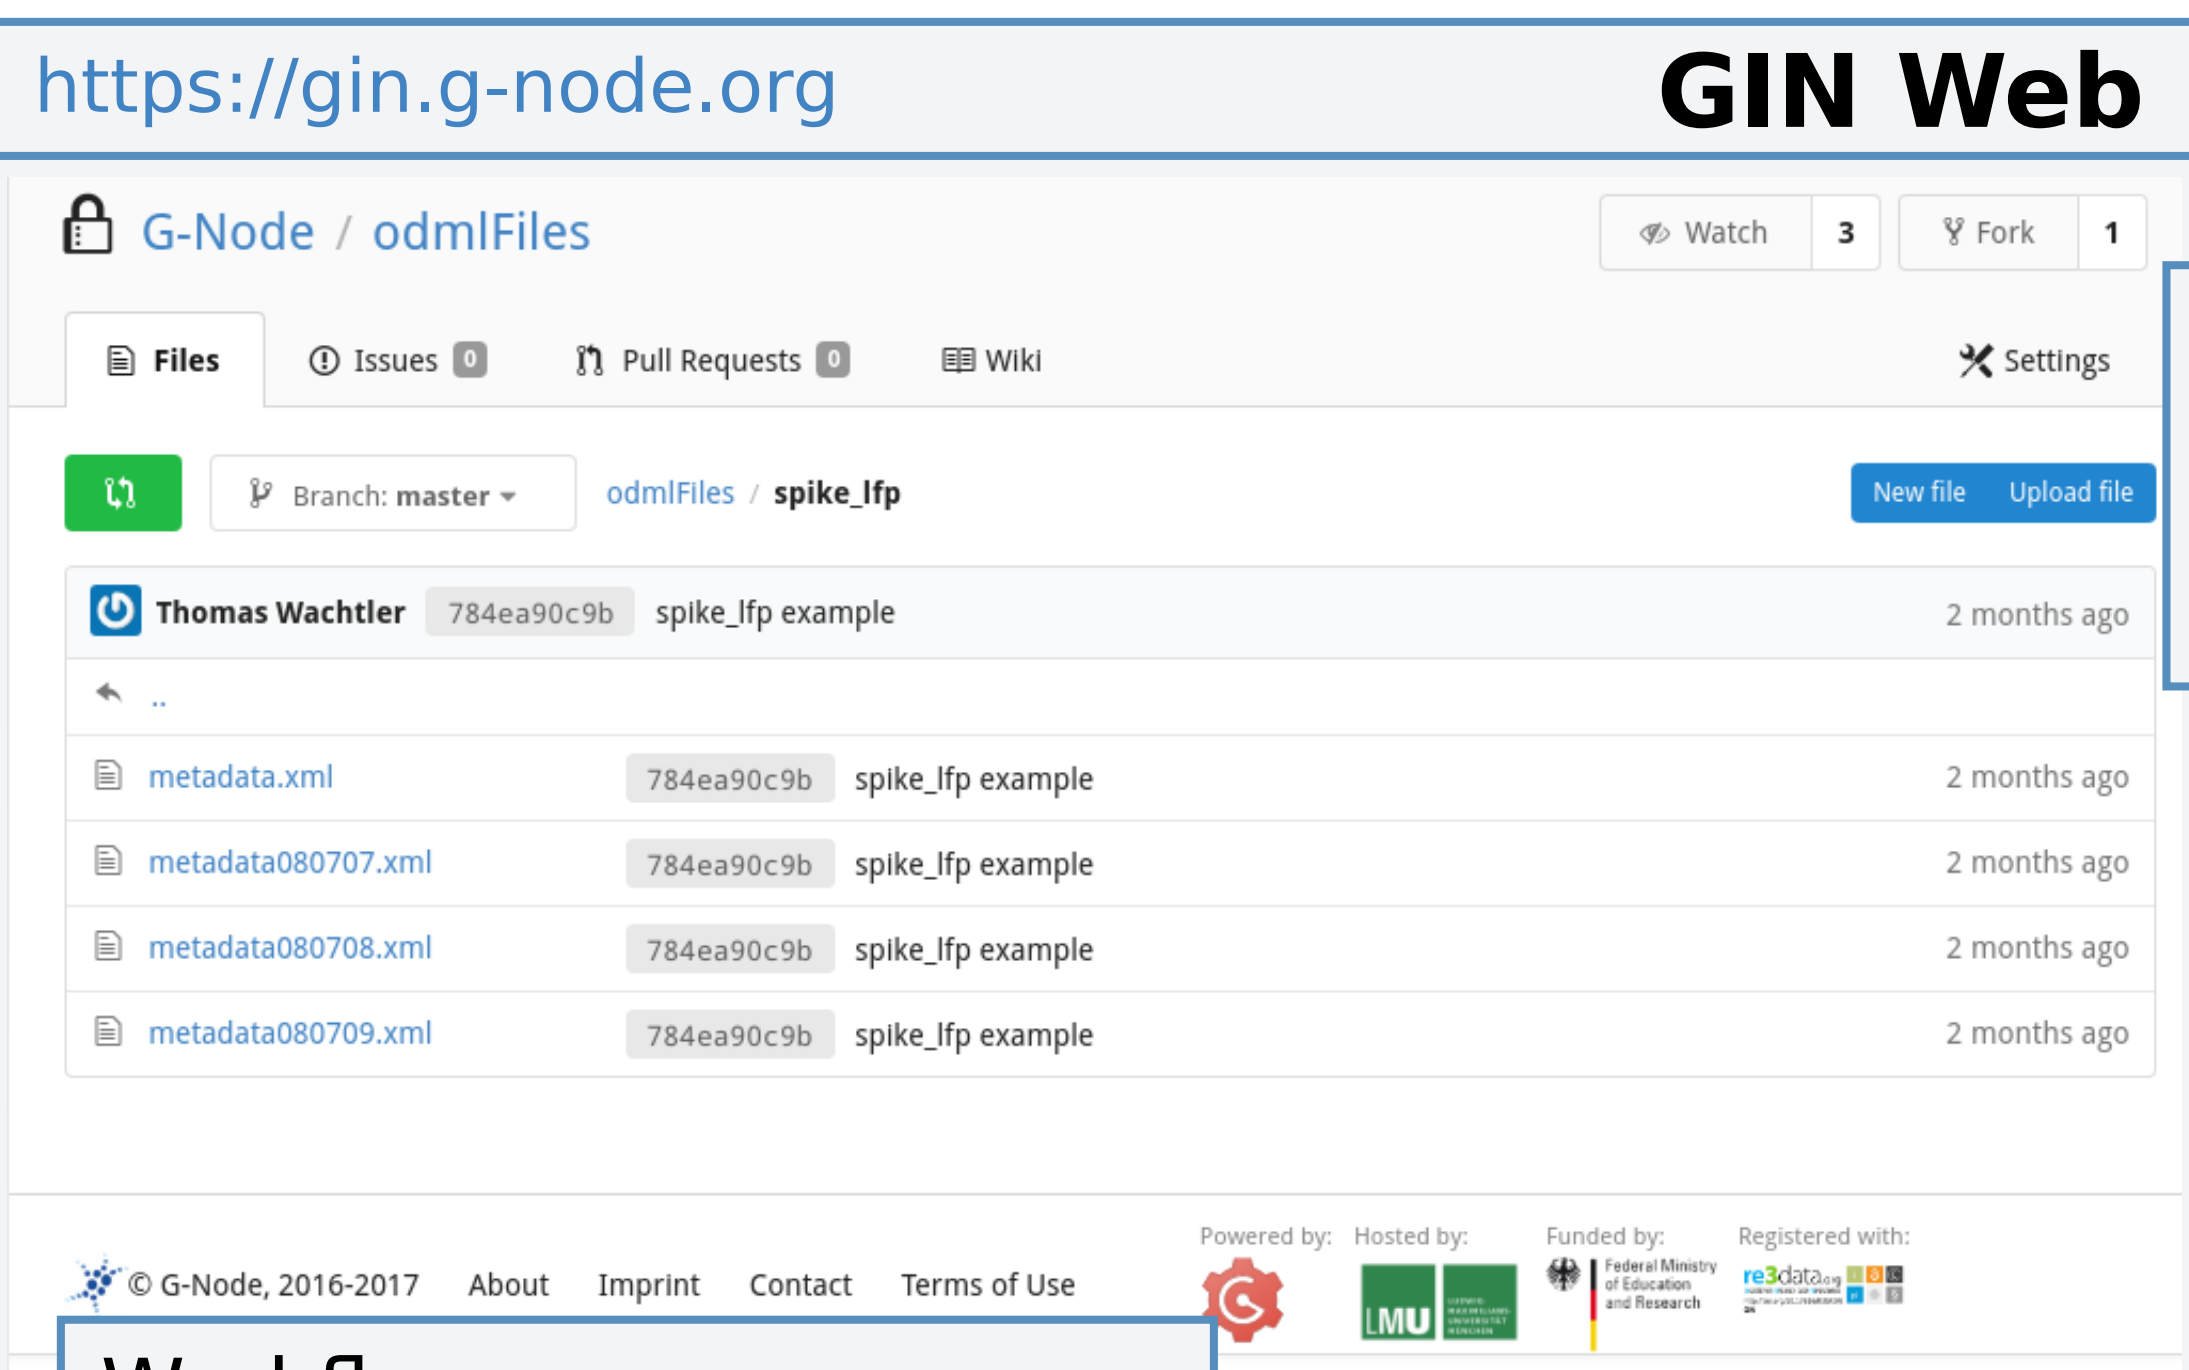 https://gin.g-node.org GIN Web
G-Node / odmlFiles Watch 3 Fork 1
Files Issues 0 Pull Requests 0 Wiki Settings
Branch: master odmlFiles / spike_lfp New file Upload file
Thomas Wachtler 784ea90c9b spike_lfp example 2 months ago
..
metadata.xml 784ea90c9b spike_lfp example 2 months ago
metadata080707.xml 784ea90c9b spike_lfp example 2 months ago
metadata080708.xml 784ea90c9b spike_lfp example 2 months ago
metadata080709.xml 784ea90c9b spike_lfp example 2 months ago
Powered by: Hosted by: Funded by: Registered with:
© G-Node, 2016-2017 About Imprint Contact Terms of Use
LMU
LUDWIG-
MAXIMILIANS-
UNIVERSITÄT
MÜNCHEN
Federal Ministry
of Education
and Research
re3data.org